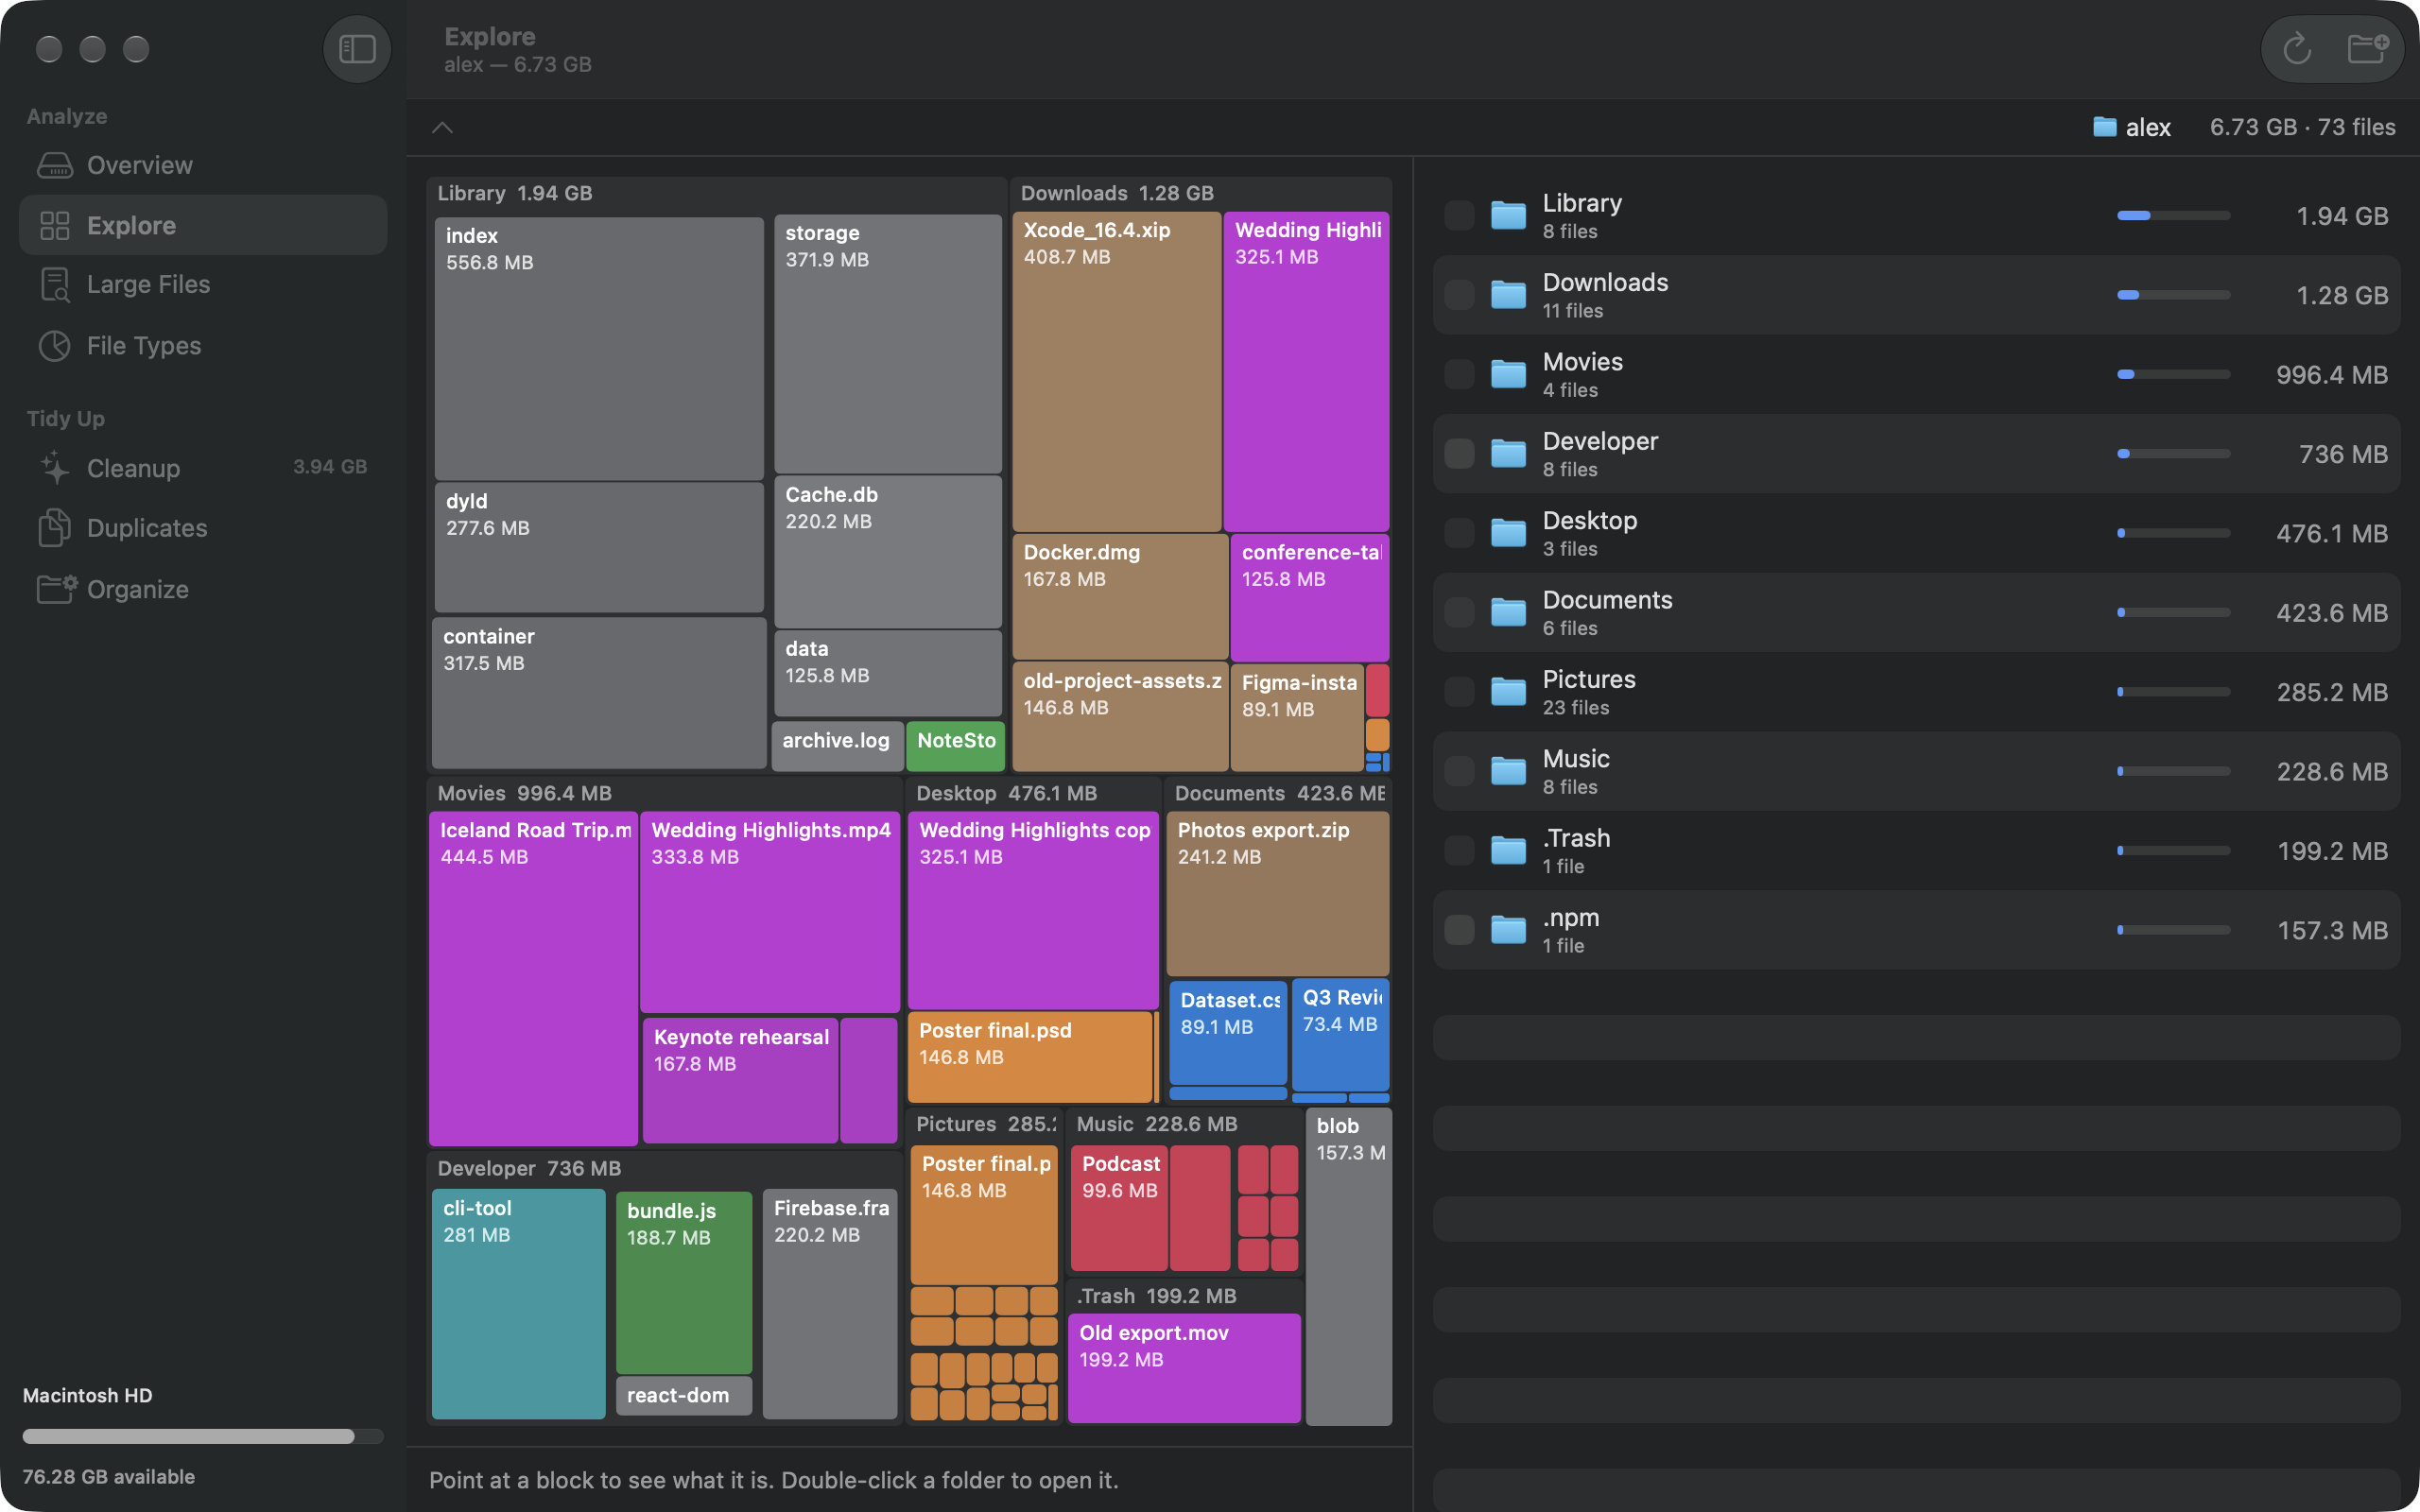 Explore
alex — 6.73 GB
Analyze
Overview
Explore
Large Files
File Types
Tidy Up
Cleanup 3.94 GB
Duplicates
Organize
Macintosh HD
76.28 GB available
alex 6.73 GB · 73 files
Library 1.94 GB
index
556.8 MB
storage
371.9 MB
dyld
277.6 MB
Cache.db
220.2 MB
container
317.5 MB
data
125.8 MB
archive.log
NoteSto
Downloads 1.28 GB
Xcode_16.4.xip
408.7 MB
Wedding Highli
325.1 MB
Docker.dmg
167.8 MB
conference-tal
125.8 MB
old-project-assets.z
146.8 MB
Figma-insta
89.1 MB
Movies 996.4 MB
Iceland Road Trip.m
444.5 MB
Wedding Highlights.mp4
333.8 MB
Keynote rehearsal
167.8 MB
Desktop 476.1 MB
Wedding Highlights cop
325.1 MB
Poster final.psd
146.8 MB
Documents 423.6 MB
Photos export.zip
241.2 MB
Dataset.cs
89.1 MB
Q3 Revi
73.4 MB
Developer 736 MB
cli-tool
281 MB
bundle.js
188.7 MB
react-dom
Firebase.fra
220.2 MB
Pictures 285.2
Poster final.p
146.8 MB
Music 228.6 MB
Podcast
99.6 MB
.Trash 199.2 MB
Old export.mov
199.2 MB
blob
157.3 M
Point at a block to see what it is. Double-click a folder to open it.
Library
8 files
1.94 GB
Downloads
11 files
1.28 GB
Movies
4 files
996.4 MB
Developer
8 files
736 MB
Desktop
3 files
476.1 MB
Documents
6 files
423.6 MB
Pictures
23 files
285.2 MB
Music
8 files
228.6 MB
.Trash
1 file
199.2 MB
.npm
1 file
157.3 MB